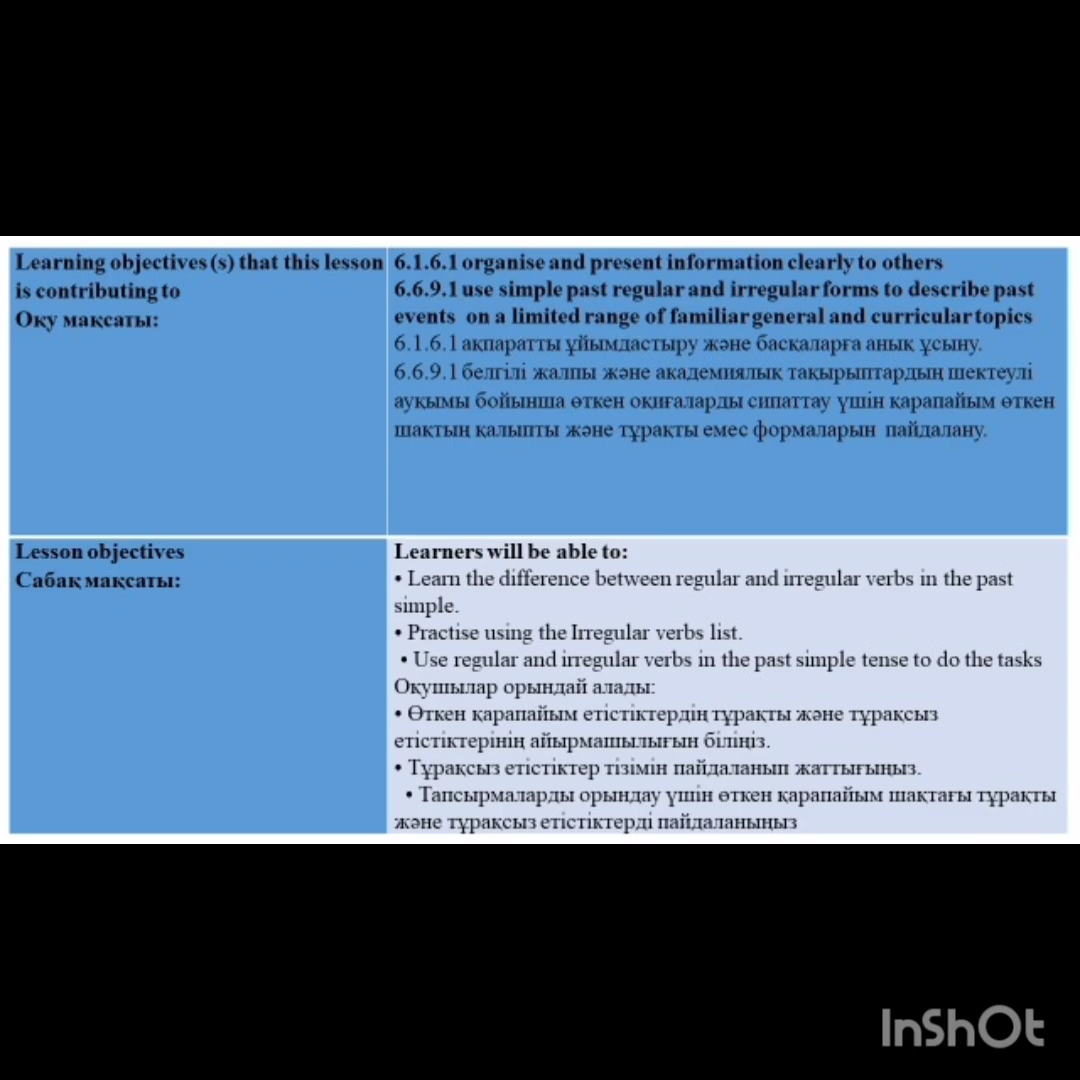 Learning objectives (s) that this lesson
is contributing to
Оқу мақсаты:
6.1.6.1 organise and present information clearly to others
6.6.9.1 use simple past regular and irregular forms to describe past
events on a limited range of familiar general and curricular topics
6.1.6.1 ақпаратты ұйымдастыру және басқаларға анық ұсыну.
6.6.9.1 белгілі жалпы және академиялық тақырыптардың шектеулі
ауқымы бойынша өткен оқиғаларды сипаттау үшін қарапайым өткен
шақтың қалыпты және тұрақты емес формаларын пайдалану.
Lesson objectives
Сабақ мақсаты:
Learners will be able to:
• Learn the difference between regular and irregular verbs in the past
simple.
• Practise using the Irregular verbs list.
• Use regular and irregular verbs in the past simple tense to do the tasks
Оқушылар орындай алады:
• Өткен қарапайым етістіктердің тұрақты және тұрақсыз
етістіктерінің айырмашылығын біліңіз.
• Тұрақсыз етістіктер тізімін пайдаланып жаттығыңыз.
• Тапсырмаларды орындау үшін өткен қарапайым шақтағы тұрақты
және тұрақсыз етістіктерді пайдаланыңыз
InShOt